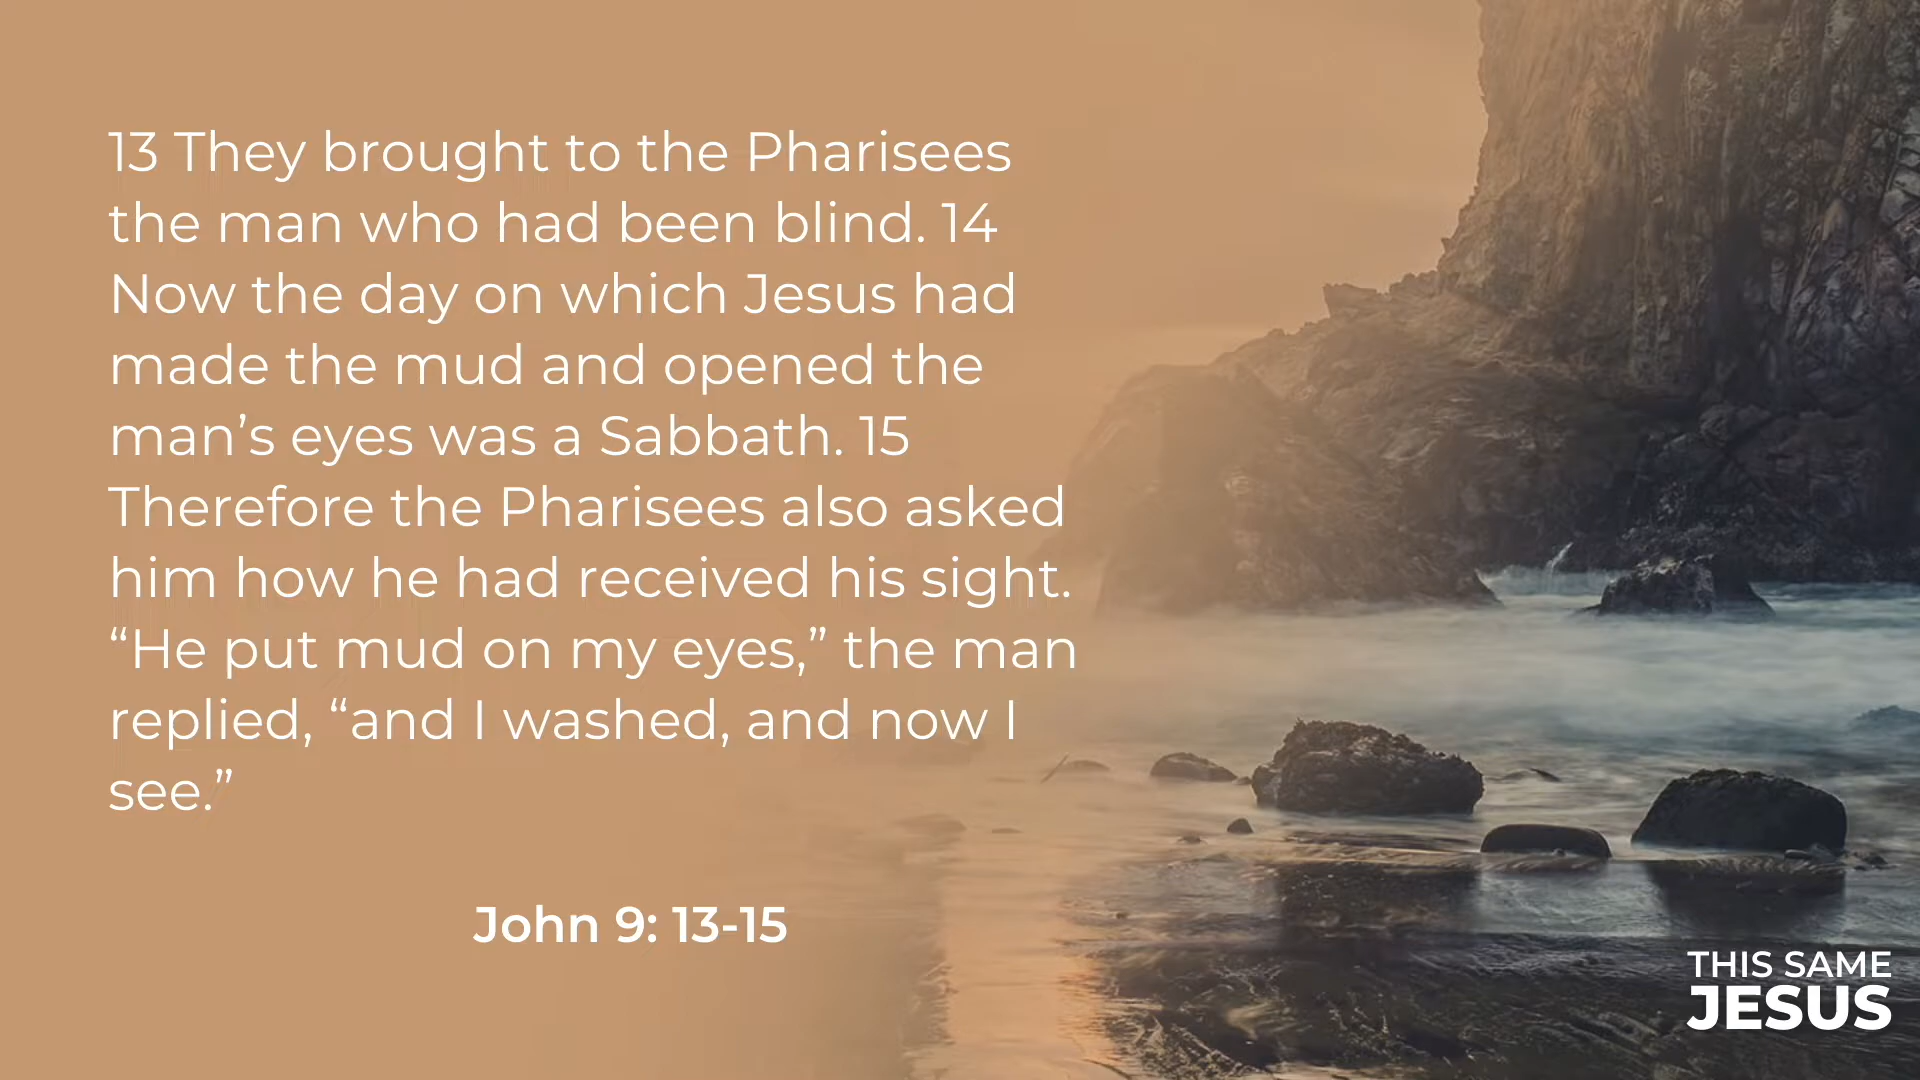 13 They brought to the Pharisees
the man who had been blind. 14
Now the day on which Jesus had
made the mud and opened the
man’s eyes was a Sabbath. 15
Therefore the Pharisees also asked
him how he had received his sight.
“He put mud on my eyes,” the man
replied, “and I washed, and now I
see.”
John 9: 13-15
THIS SAME
JESUS